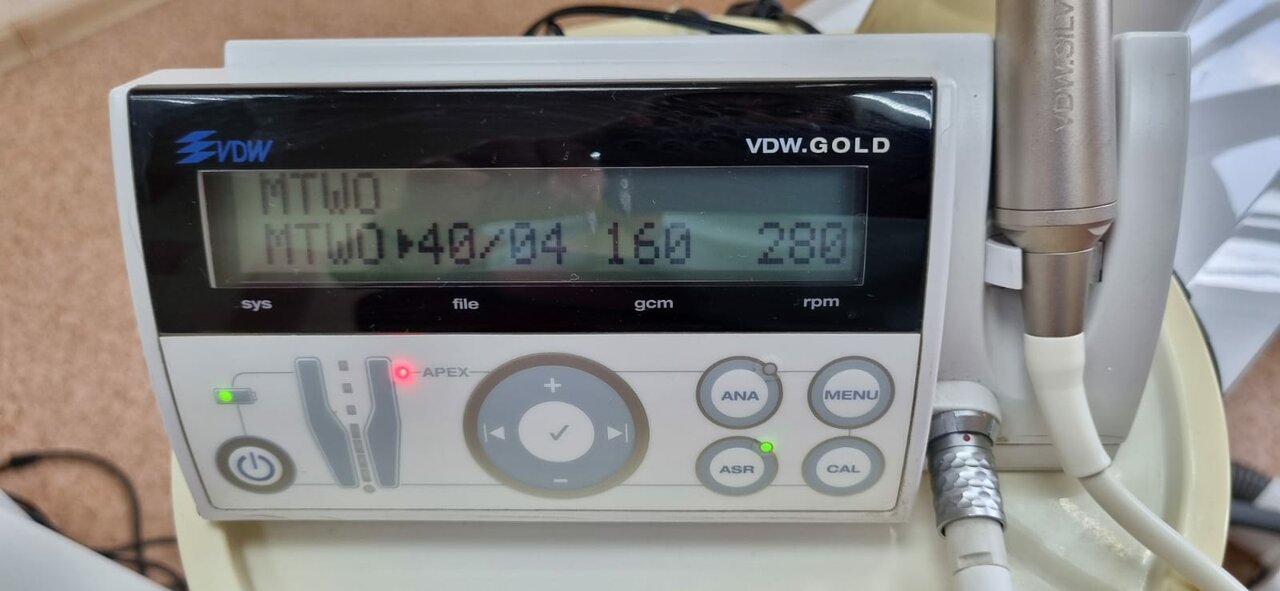 VDW.SILV
VDW
VDW.GOLD
MTWO
MTWO▶40/04 160 280
sys file gcm rpm
APEX
+
ANA MENU
✓
ASR CAL
−